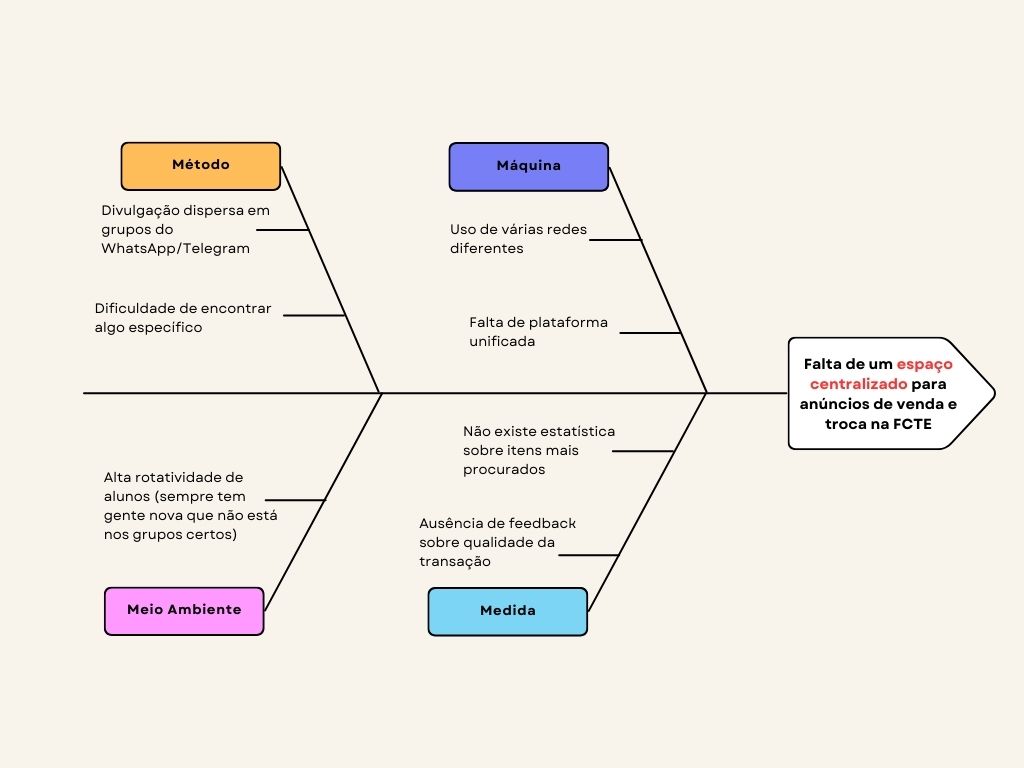 Método
Divulgação dispersa em
grupos do
WhatsApp/Telegram
Dificuldade de encontrar
algo específico
Máquina
Uso de várias redes
diferentes
Falta de plataforma
unificada
Falta de um espaço
centralizado para
anúncios de venda e
troca na FCTE
Alta rotatividade de
alunos (sempre tem
gente nova que não está
nos grupos certos)
Meio Ambiente
Não existe estatística
sobre itens mais
procurados
Ausência de feedback
sobre qualidade da
transação
Medida